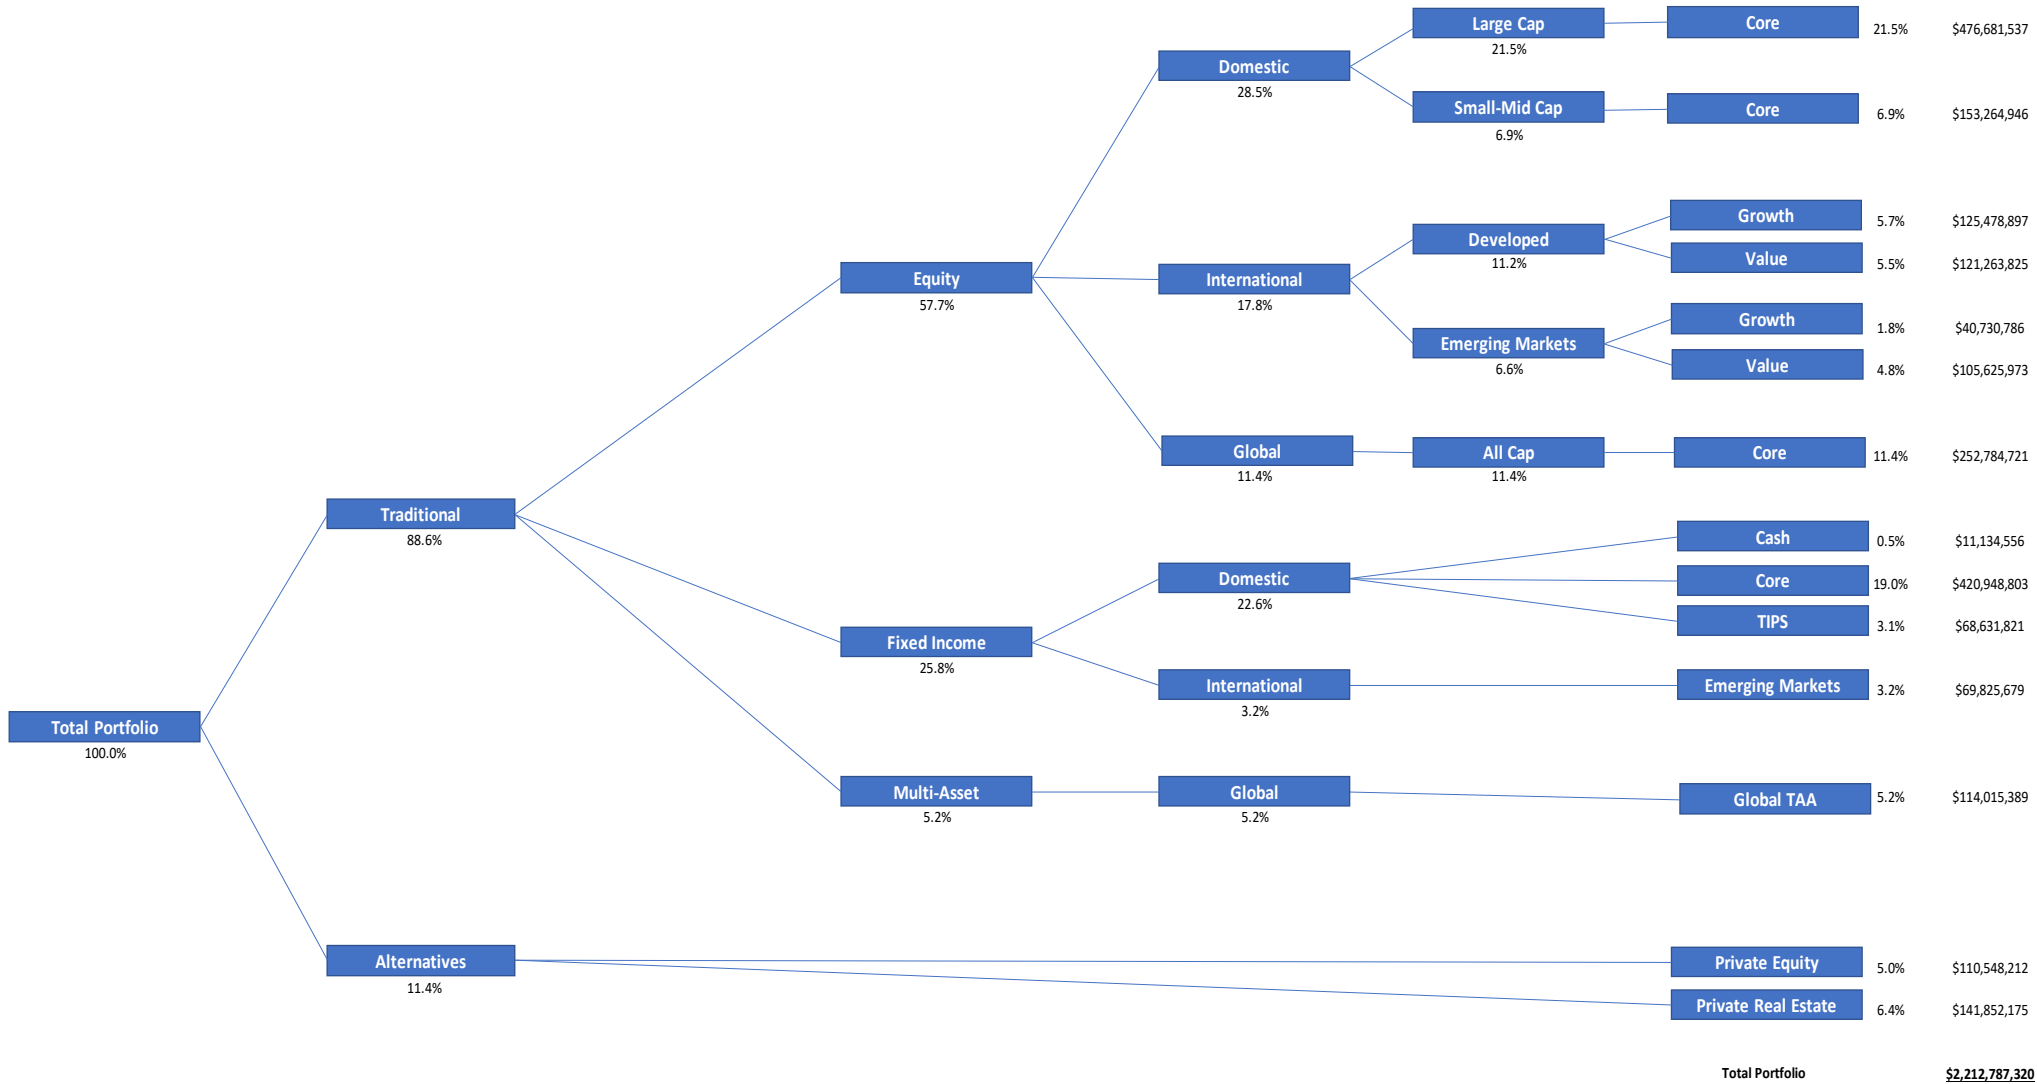 Large Cap
21.5%
Core
21.5%
$476,681,537
Domestic
28.5%
Small-Mid Cap
6.9%
Core
6.9%
$153,264,946
Growth
5.7%
$125,478,897
Developed
11.2%
Value
5.5%
$121,263,825
Equity
57.7%
International
17.8%
Growth
1.8%
$40,730,786
Emerging Markets
6.6%
Value
4.8%
$105,625,973
Global
11.4%
All Cap
11.4%
Core
11.4%
$252,784,721
Traditional
88.6%
Cash
0.5%
$11,134,556
Domestic
22.6%
Core
19.0%
$420,948,803
TIPS
3.1%
$68,631,821
Fixed Income
25.8%
International
3.2%
Emerging Markets
3.2%
$69,825,679
Total Portfolio
100.0%
Multi-Asset
5.2%
Global
5.2%
Global TAA
5.2%
$114,015,389
Alternatives
11.4%
Private Equity
5.0%
$110,548,212
Private Real Estate
6.4%
$141,852,175
Total Portfolio
$2,212,787,320